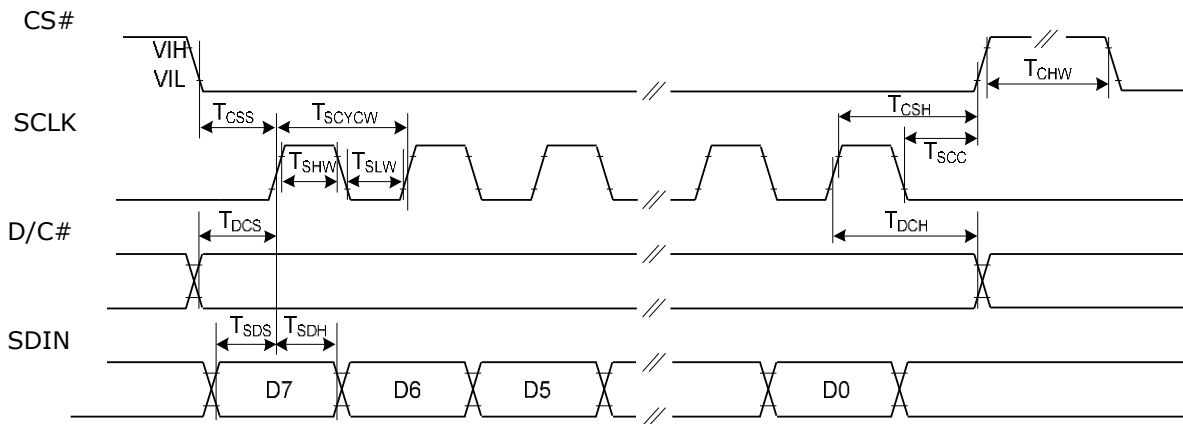 CS#
VIH
VIL
TCHW
TCSS
TSCYCW
TCSH
SCLK
TSHW
TSLW
TSCC
TDCS
TDCH
D/C#
TSDS
TSDH
SDIN
D7
D6
D5
D0